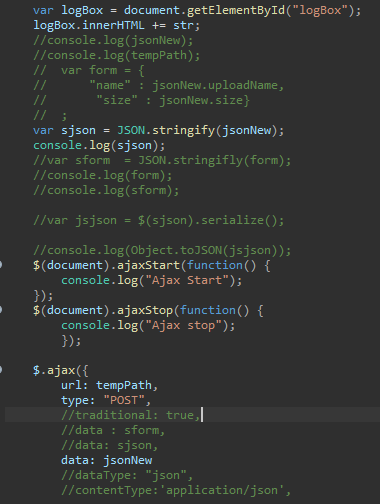 var logBox = document.getElementById("logBox");
logBox.innerHTML += str;
//console.log(jsonNew);
//console.log(tempPath);
//  var form = {
//      "name" : jsonNew.uploadName,
//       "size" : jsonNew.size}
//  ;
var sjson = JSON.stringify(jsonNew);
console.log(sjson);
//var sform  = JSON.stringifly(form);
//console.log(form);
//console.log(sform);
//var jsjson = $(sjson).serialize();
//console.log(Object.toJSON(jsjson));
$(document).ajaxStart(function() {
    console.log("Ajax Start");
});
$(document).ajaxStop(function() {
    console.log("Ajax stop");
    });
$.ajax({
    url: tempPath,
    type: "POST",
    //traditional: true,
    //data : sform,
    //data: sjson,
    data: jsonNew
    //dataType: "json",
    //contentType:'application/json',